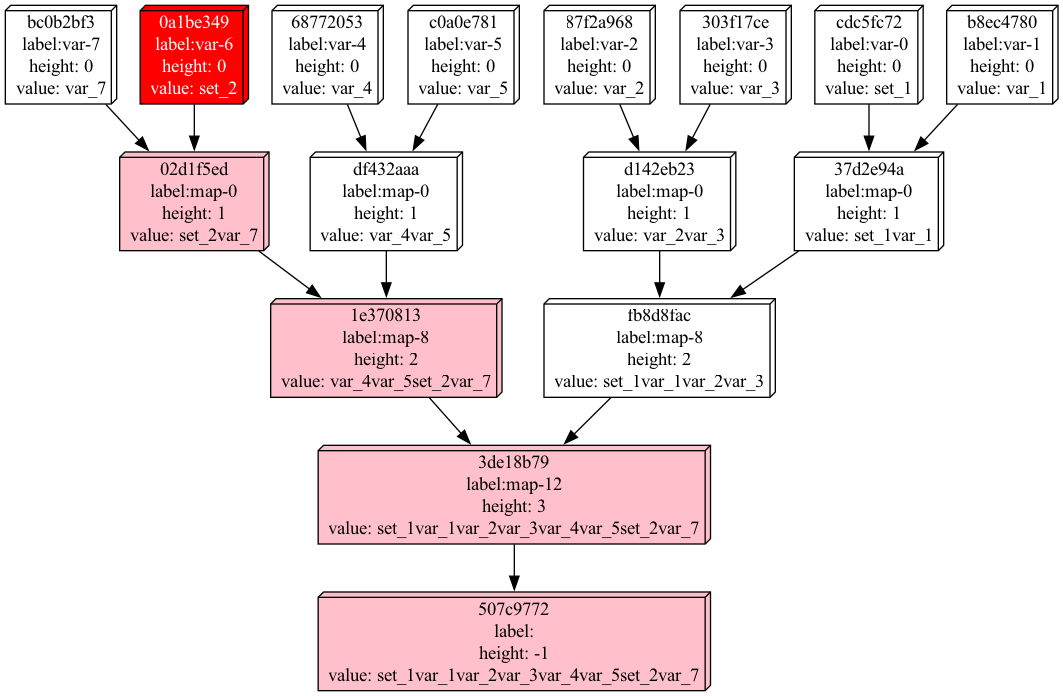 bc0b2bf3
label:var-7
height: 0
value: var_7
0a1be349
label:var-6
height: 0
value: set_2
68772053
label:var-4
height: 0
value: var_4
c0a0e781
label:var-5
height: 0
value: var_5
87f2a968
label:var-2
height: 0
value: var_2
303f17ce
label:var-3
height: 0
value: var_3
cdc5fc72
label:var-0
height: 0
value: set_1
b8ec4780
label:var-1
height: 0
value: var_1
02d1f5ed
label:map-0
height: 1
value: set_2var_7
df432aaa
label:map-0
height: 1
value: var_4var_5
d142eb23
label:map-0
height: 1
value: var_2var_3
37d2e94a
label:map-0
height: 1
value: set_1var_1
1e370813
label:map-8
height: 2
value: var_4var_5set_2var_7
fb8d8fac
label:map-8
height: 2
value: set_1var_1var_2var_3
3de18b79
label:map-12
height: 3
value: set_1var_1var_2var_3var_4var_5set_2var_7
507c9772
label:
height: -1
value: set_1var_1var_2var_3var_4var_5set_2var_7